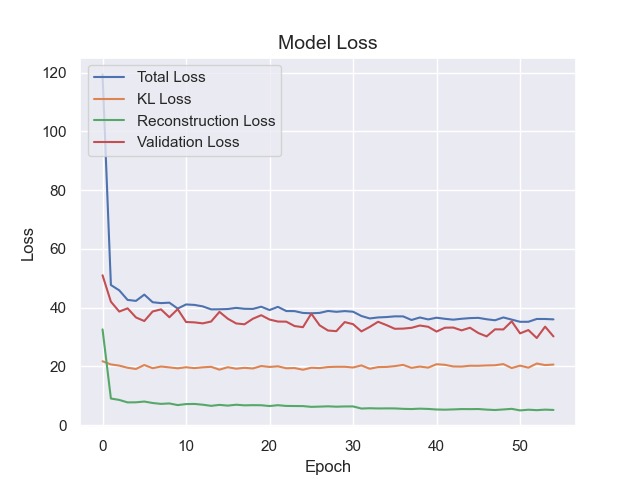 Model Loss
Total Loss
KL Loss
Reconstruction Loss
Validation Loss
Loss
120
100
80
60
40
20
0
0 10 20 30 40 50
Epoch